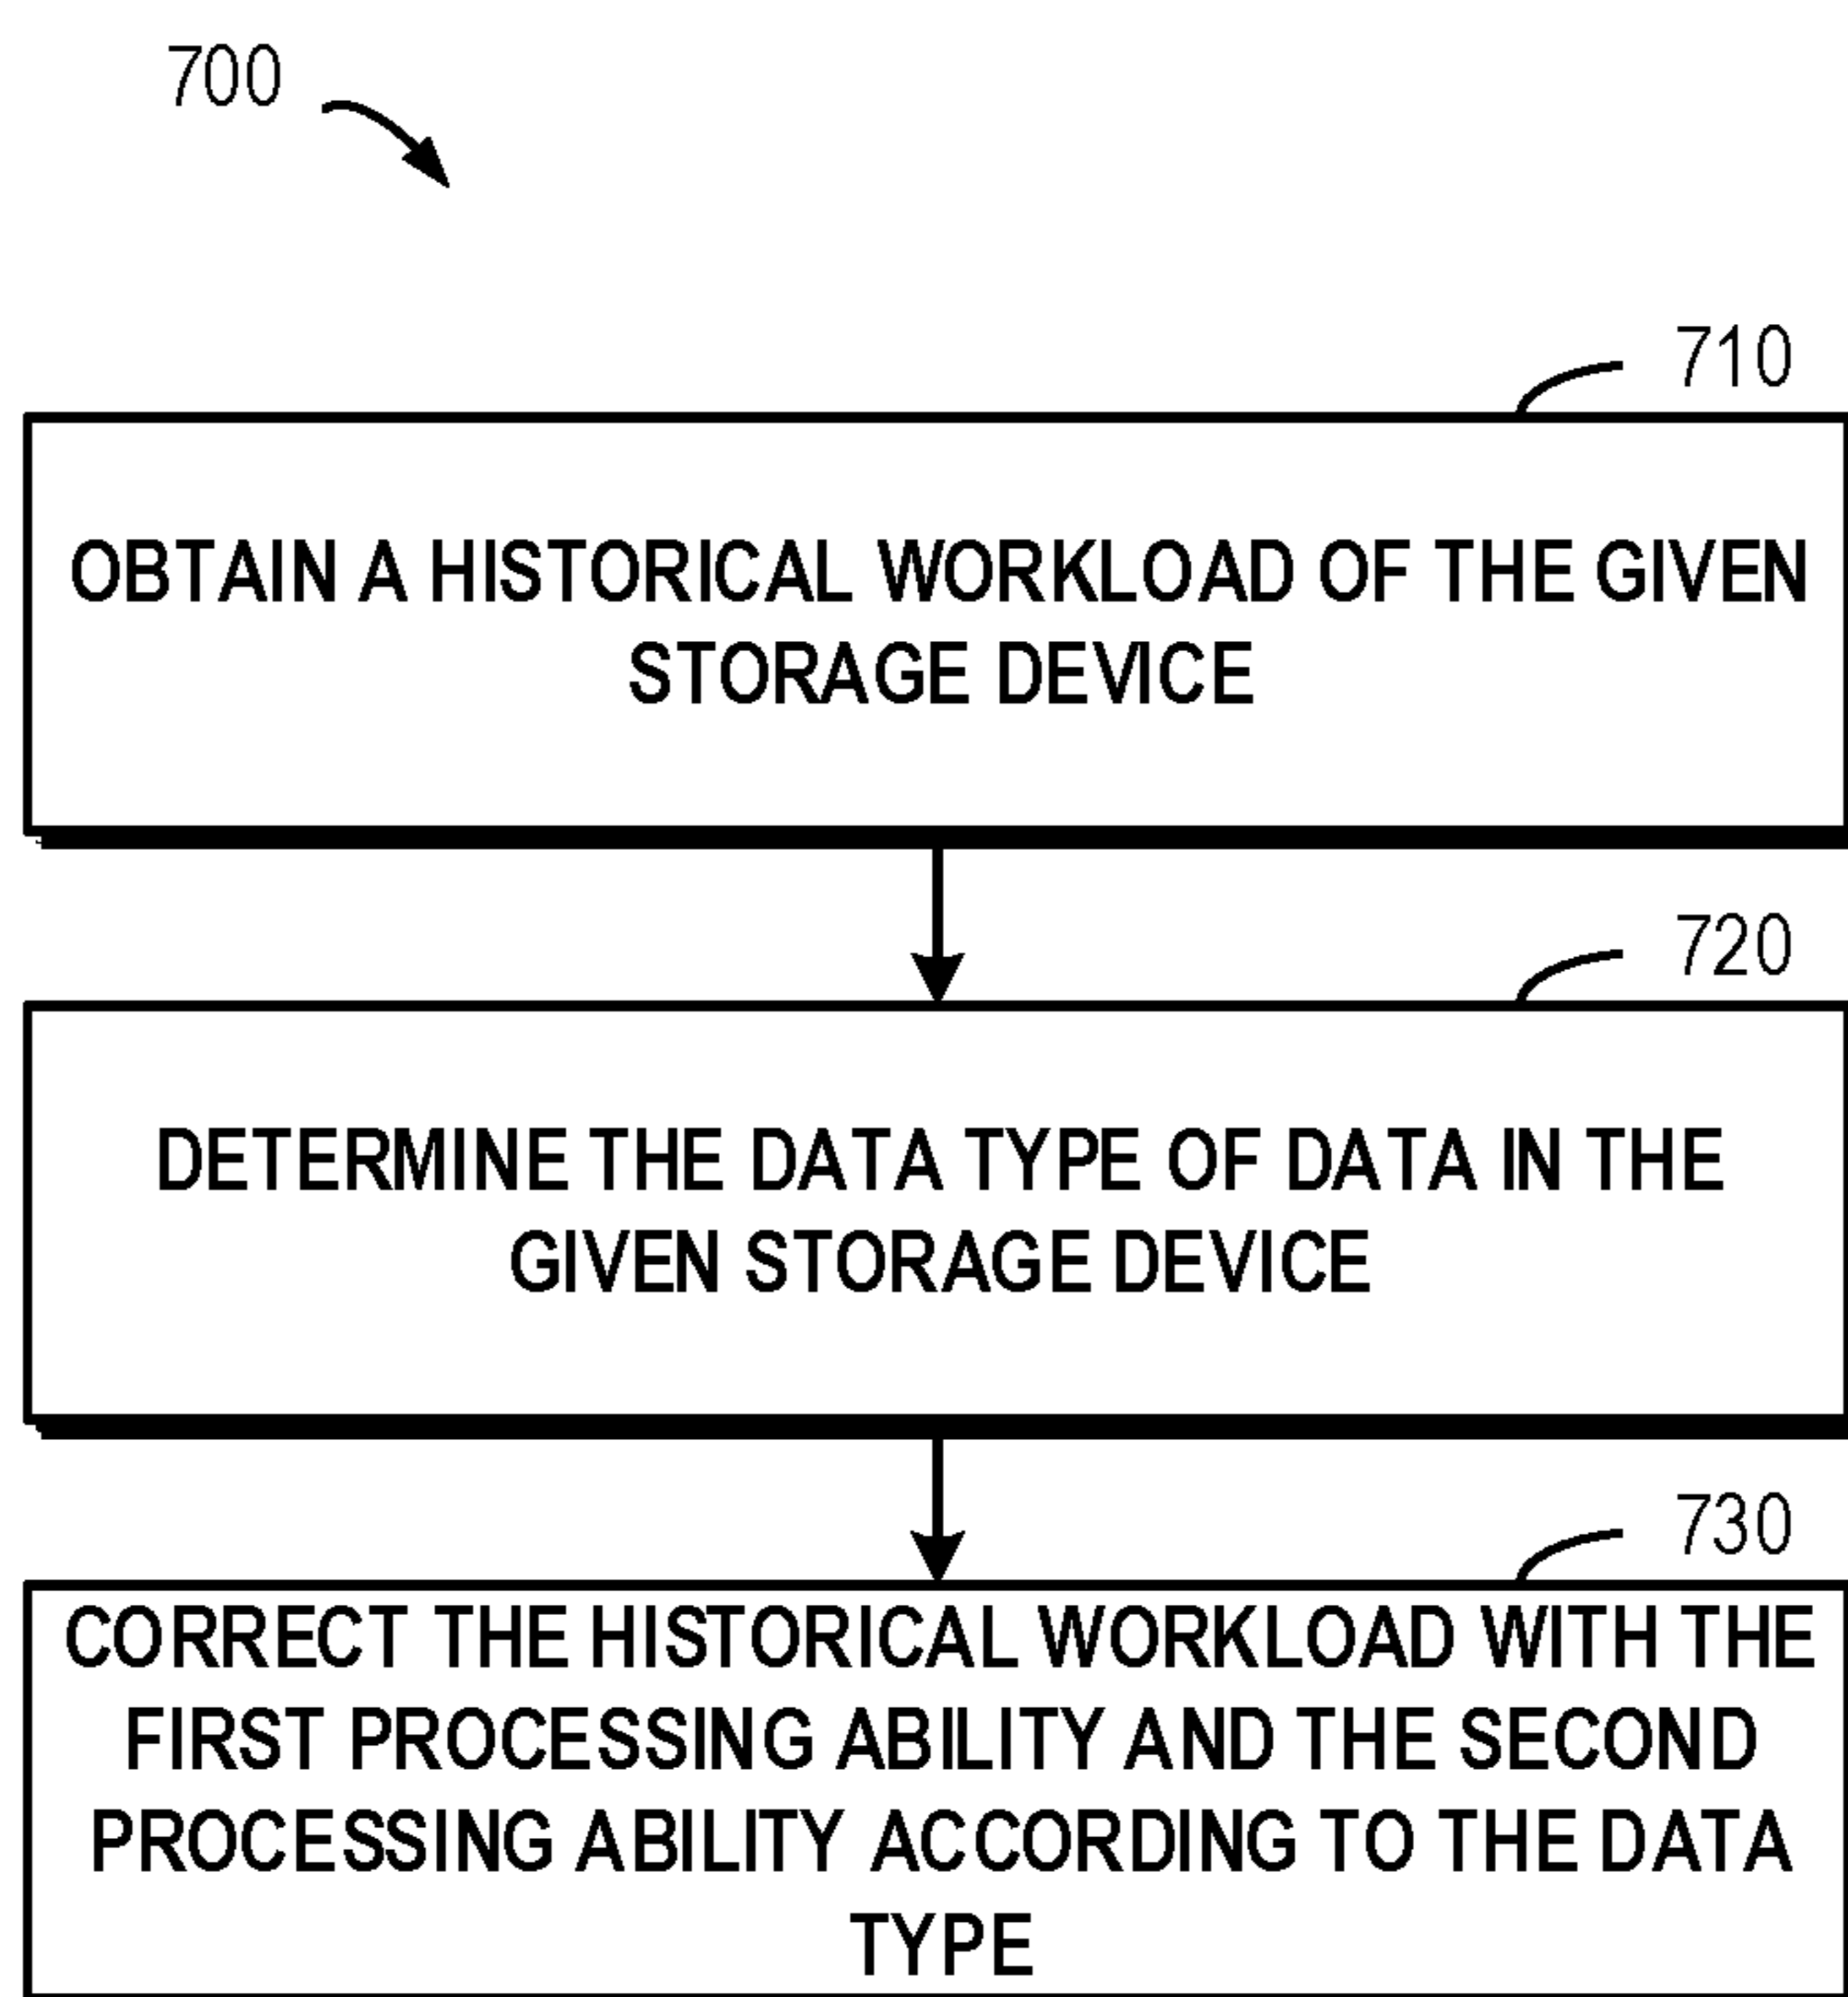 700
710
OBTAIN A HISTORICAL WORKLOAD OF THE GIVEN
STORAGE DEVICE
720
DETERMINE THE DATA TYPE OF DATA IN THE
GIVEN STORAGE DEVICE
730
CORRECT THE HISTORICAL WORKLOAD WITH THE
FIRST PROCESSING ABILITY AND THE SECOND
PROCESSING ABILITY ACCORDING TO THE DATA
TYPE